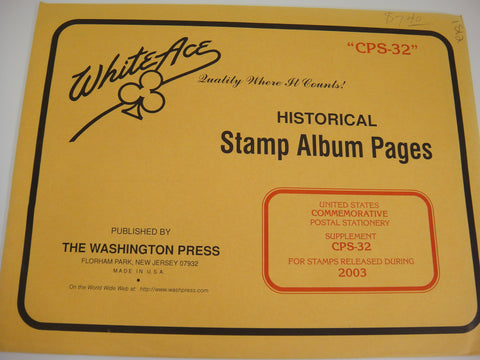 $7.40
"CPS-32"
White Ace
Quality Where It Counts!
HISTORICAL
Stamp Album Pages
UNITED STATES
COMMEMORATIVE
POSTAL STATIONERY
SUPPLEMENT
CPS-32
FOR STAMPS RELEASED DURING
2003
PUBLISHED BY
THE WASHINGTON PRESS
FLORHAM PARK, NEW JERSEY 07932
MADE IN U.S.A.
On the World Wide Web at: http://www.washpress.com